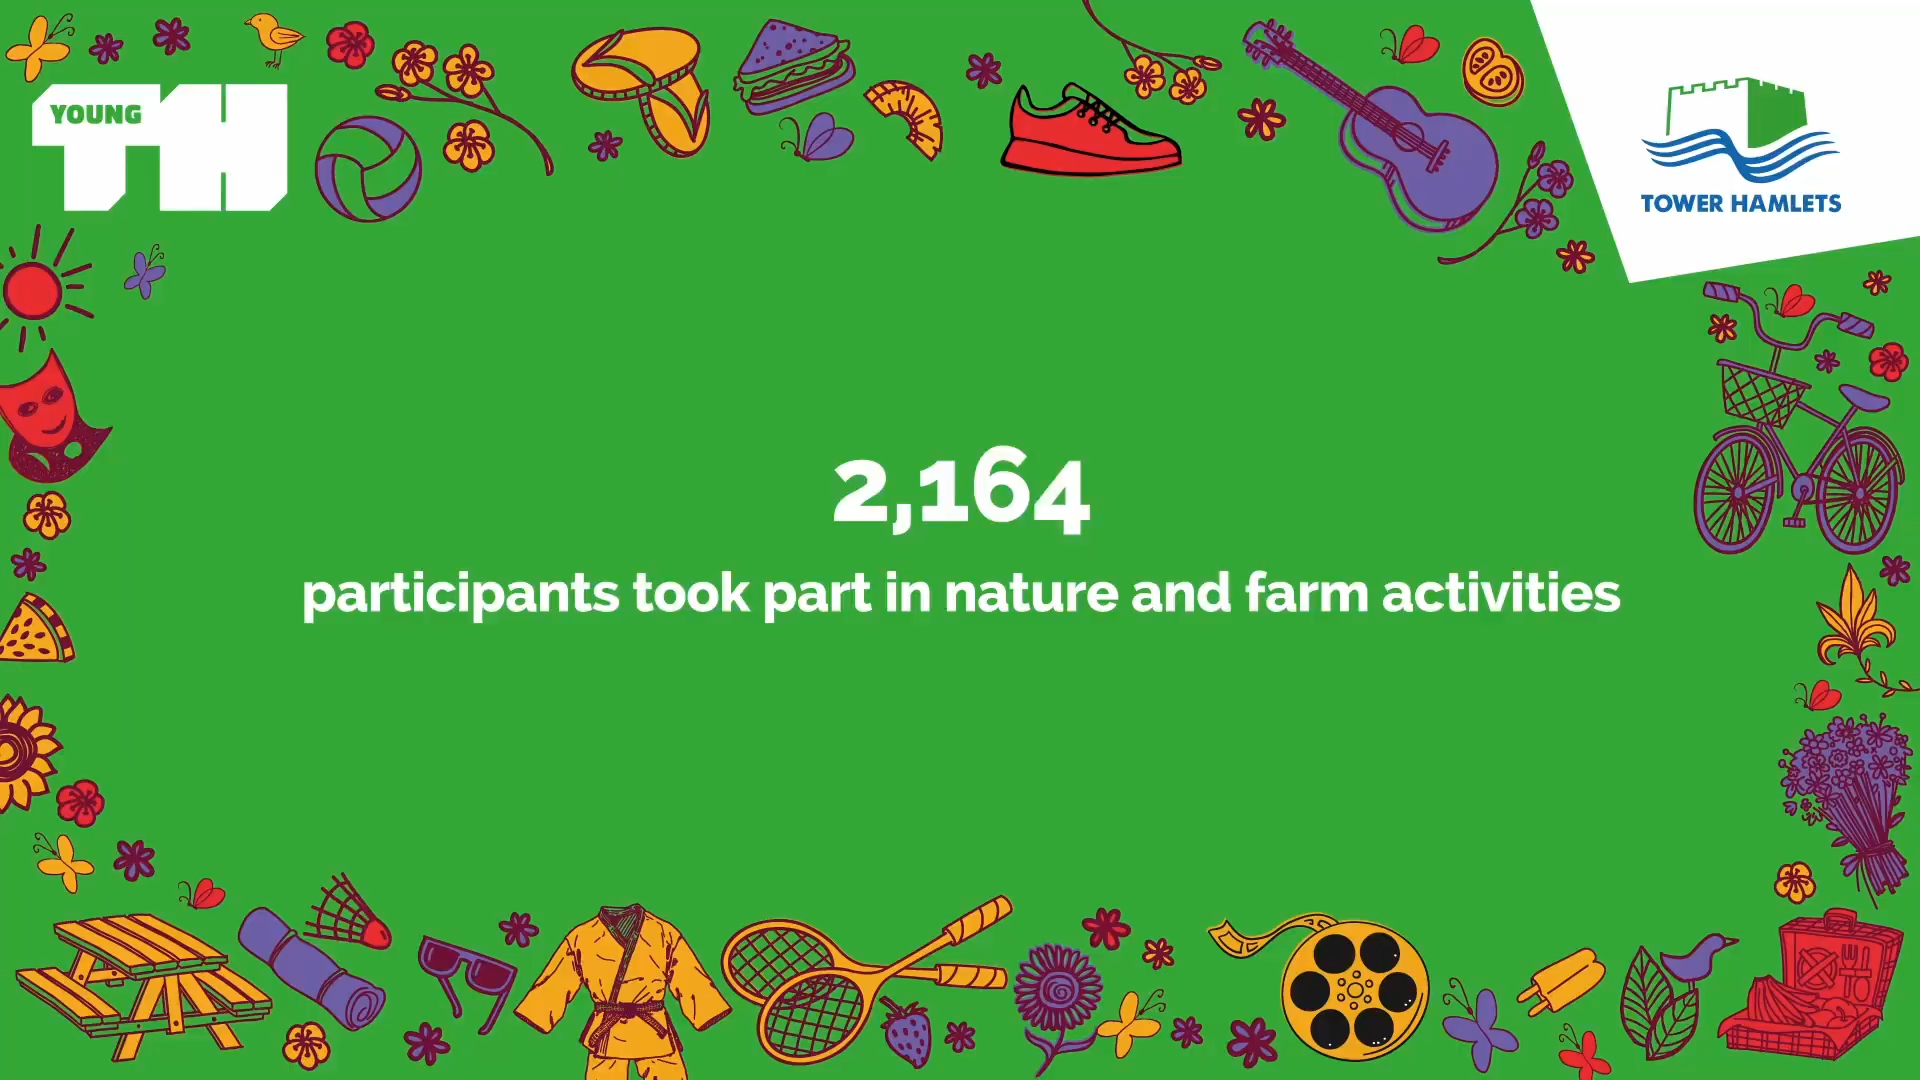 YOUNG
TH
TOWER HAMLETS
2,164
participants took part in nature and farm activities